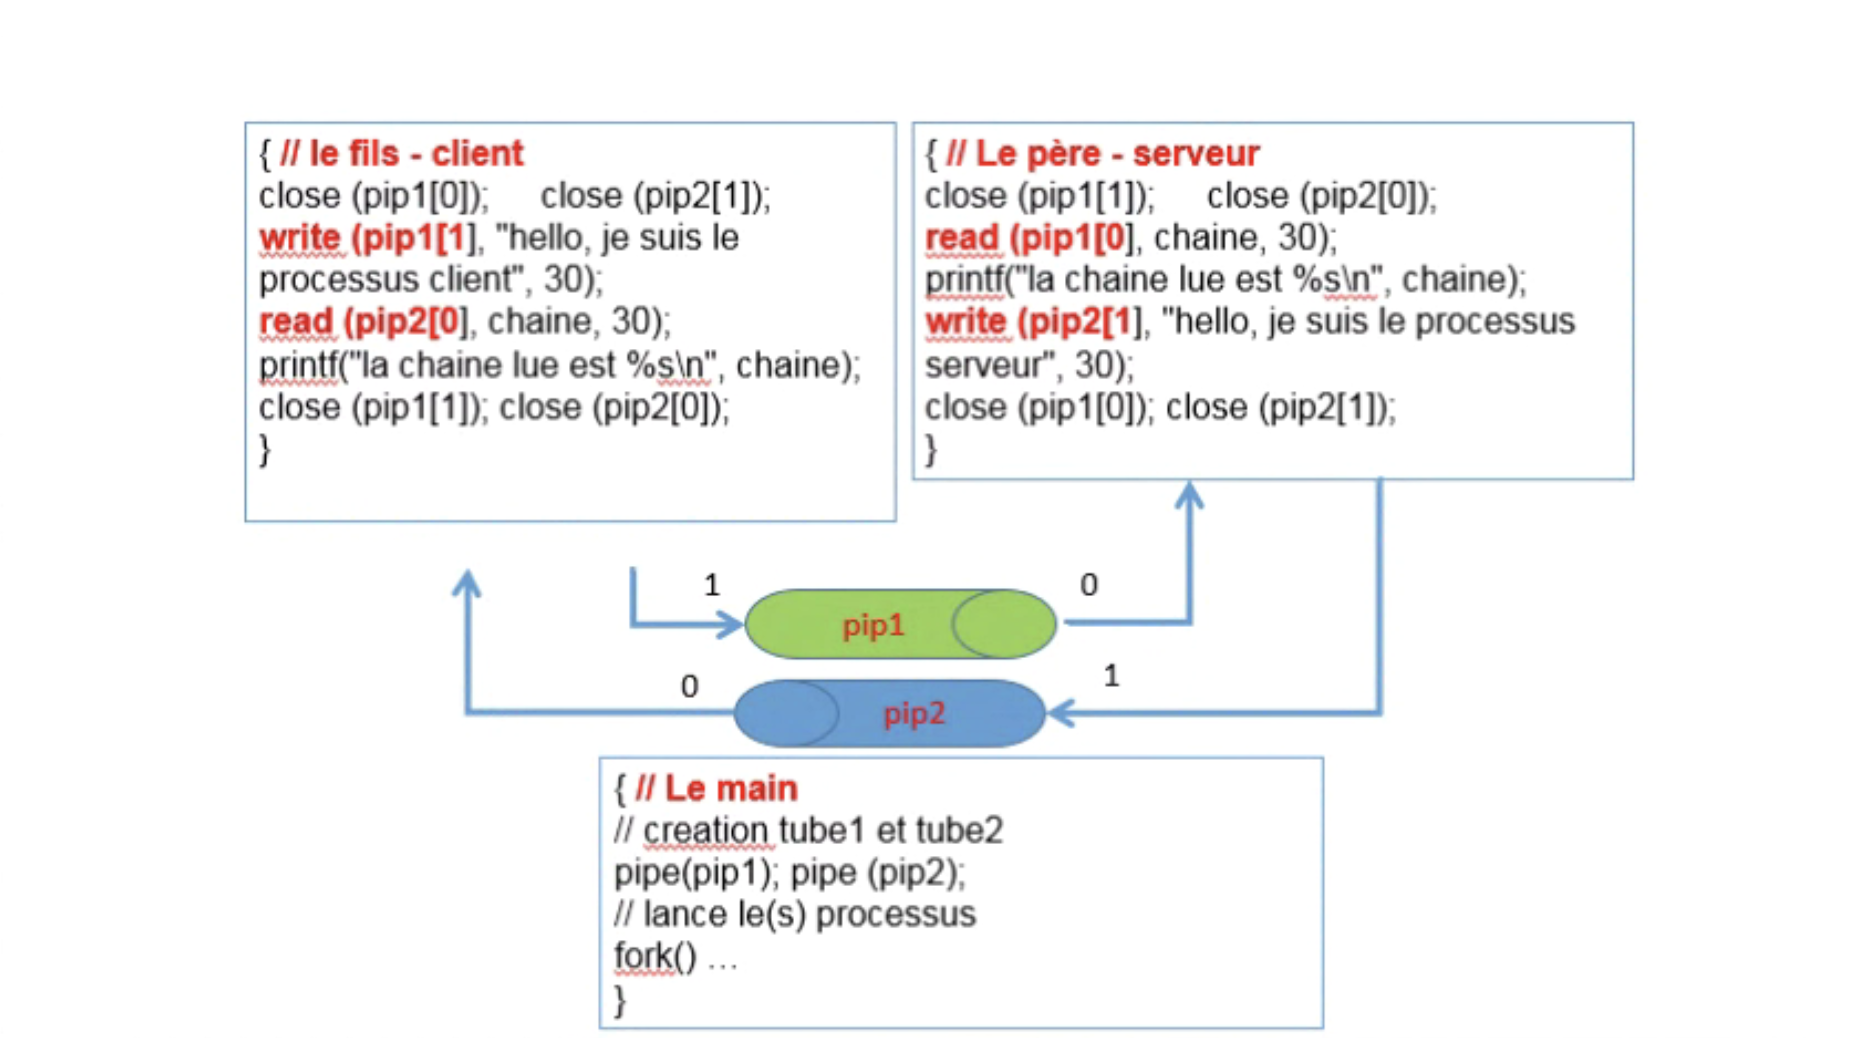 { // le fils - client
close (pip1[0]);     close (pip2[1]);
write (pip1[1], "hello, je suis le
processus client", 30);
read (pip2[0], chaine, 30);
printf("la chaine lue est %s\n", chaine);
close (pip1[1]); close (pip2[0]);
}
{ // Le père - serveur
close (pip1[1]);     close (pip2[0]);
read (pip1[0], chaine, 30);
printf("la chaine lue est %s\n", chaine);
write (pip2[1], "hello, je suis le processus
serveur", 30);
close (pip1[0]); close (pip2[1]);
}
1
0
pip1
0
1
pip2
{ // Le main
// creation tube1 et tube2
pipe(pip1); pipe (pip2);
// lance le(s) processus
fork() ...
}